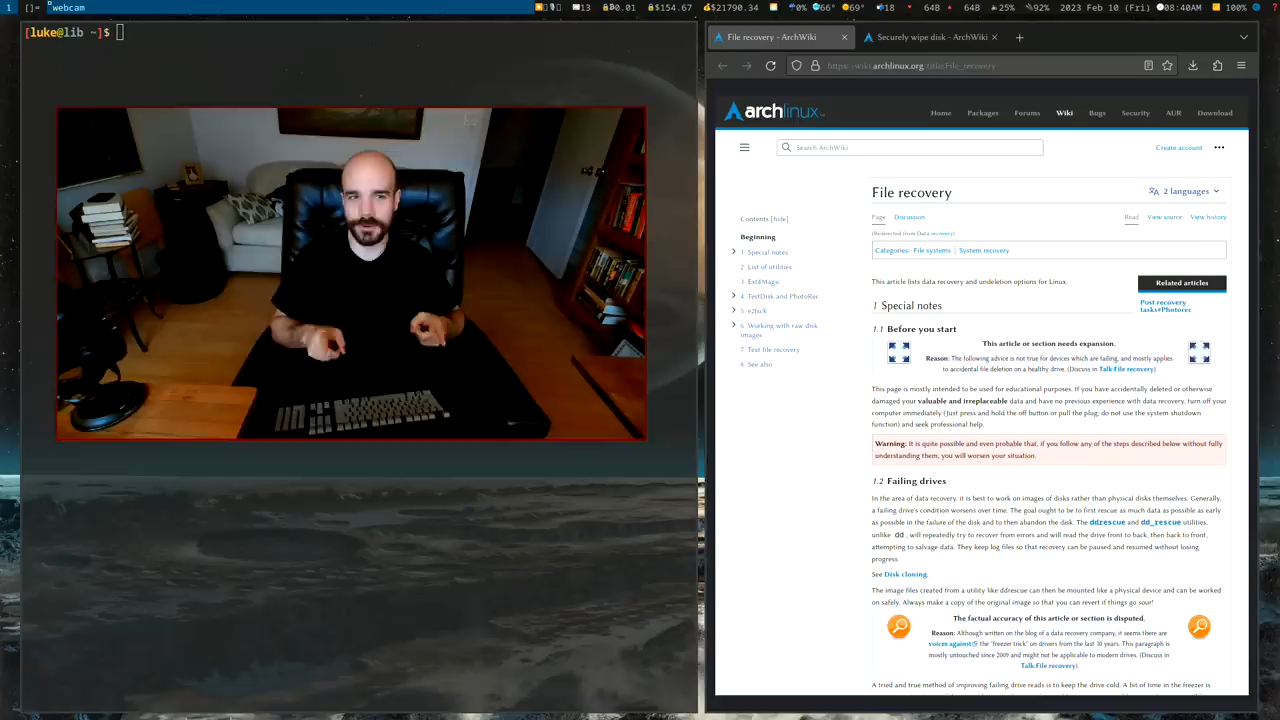 1 []= webcam 13 0.01 $154.67 $21790.34 0% 66° 69° 18 64B 64B 25% 92% 2023 Feb 10 (Fri) 08:40AM 100%
[luke@lib ~]$
File recovery - ArchWiki
Securely wipe disk - ArchWiki
archlinux
Home Packages Forums Wiki Bugs Security AUR Download
Search ArchWiki
Create account
File recovery
2 languages
Page Discussion
Read View source View history
(Redirected from Data recovery)
Categories: File systems | System recovery
Contents [hide]
Beginning
1 Special notes
2 List of utilities
3 Ext4Magic
4 TestDisk and PhotoRec
5 e2fsck
6 Working with raw disk
images
7 Text file recovery
8 See also
This article lists data recovery and undeletion options for Linux.
Related articles
Post recovery
tasks#Photorec
1 Special notes
1.1 Before you start
This article or section needs expansion.
Reason: The following advice is not true for devices which are failing, and mostly applies
to accidental file deletion on a healthy drive. (Discuss in Talk:File recovery)
This page is mostly intended to be used for educational purposes. If you have accidentally deleted or otherwise
damaged your valuable and irreplaceable data and have no previous experience with data recovery, turn off your
computer immediately (Just press and hold the off button or pull the plug; do not use the system shutdown
function) and seek professional help.
Warning: It is quite possible and even probable that, if you follow any of the steps described below without fully
understanding them, you will worsen your situation.
1.2 Failing drives
In the area of data recovery, it is best to work on images of disks rather than physical disks themselves. Generally,
a failing drive's condition worsens over time. The goal ought to be to first rescue as much data as possible as early
as possible in the failure of the disk and to then abandon the disk. The ddrescue and dd_rescue utilities,
unlike dd , will repeatedly try to recover from errors and will read the drive front to back, then back to front,
attempting to salvage data. They keep log files so that recovery can be paused and resumed without losing
progress.
See Disk cloning.
The image files created from a utility like ddrescue can then be mounted like a physical device and can be worked
on safely. Always make a copy of the original image so that you can revert if things go sour!
The factual accuracy of this article or section is disputed.
Reason: Although written on the blog of a data recovery company, it seems there are
voices against the "freezer trick" on drivers from the last 10 years. This paragraph is
mostly untouched since 2009 and might not be applicable to modern drives. (Discuss in
Talk:File recovery)
A tried and true method of improving failing drive reads is to keep the drive cold. A bit of time in the freezer is